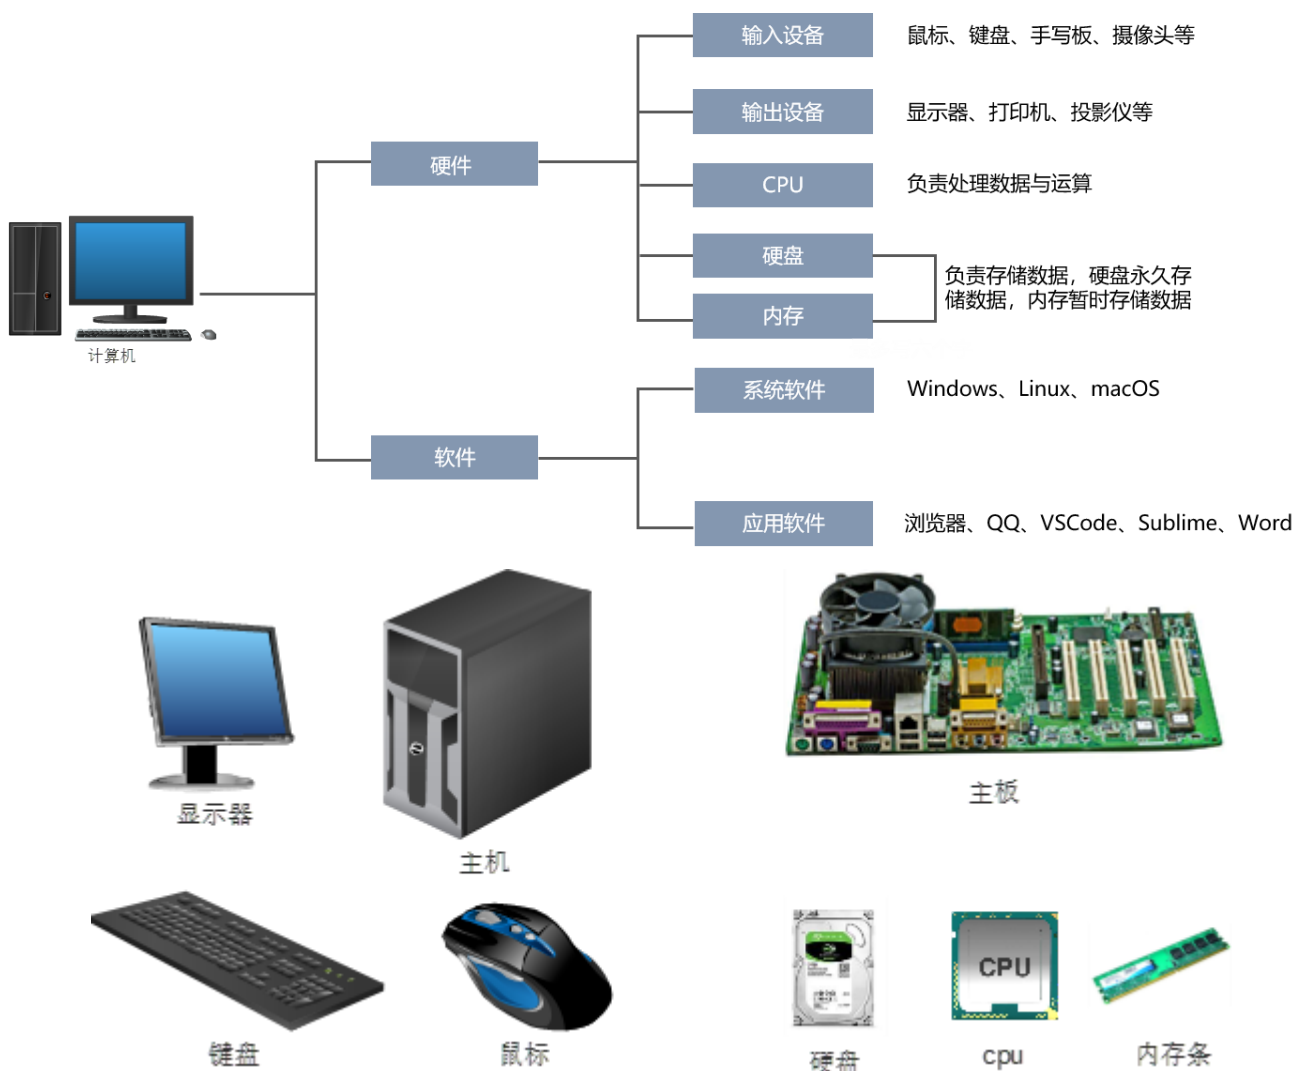 输入设备
鼠标、键盘、手写板、摄像头等
输出设备
显示器、打印机、投影仪等
硬件
CPU
负责处理数据与运算
硬盘
内存
负责存储数据，硬盘永久存
储数据，内存暂时存储数据
计算机
系统软件
Windows、Linux、macOS
软件
应用软件
浏览器、QQ、VSCode、Sublime、Word
显示器
主机
主板
键盘
鼠标
硬盘
CPU
cpu
内存条